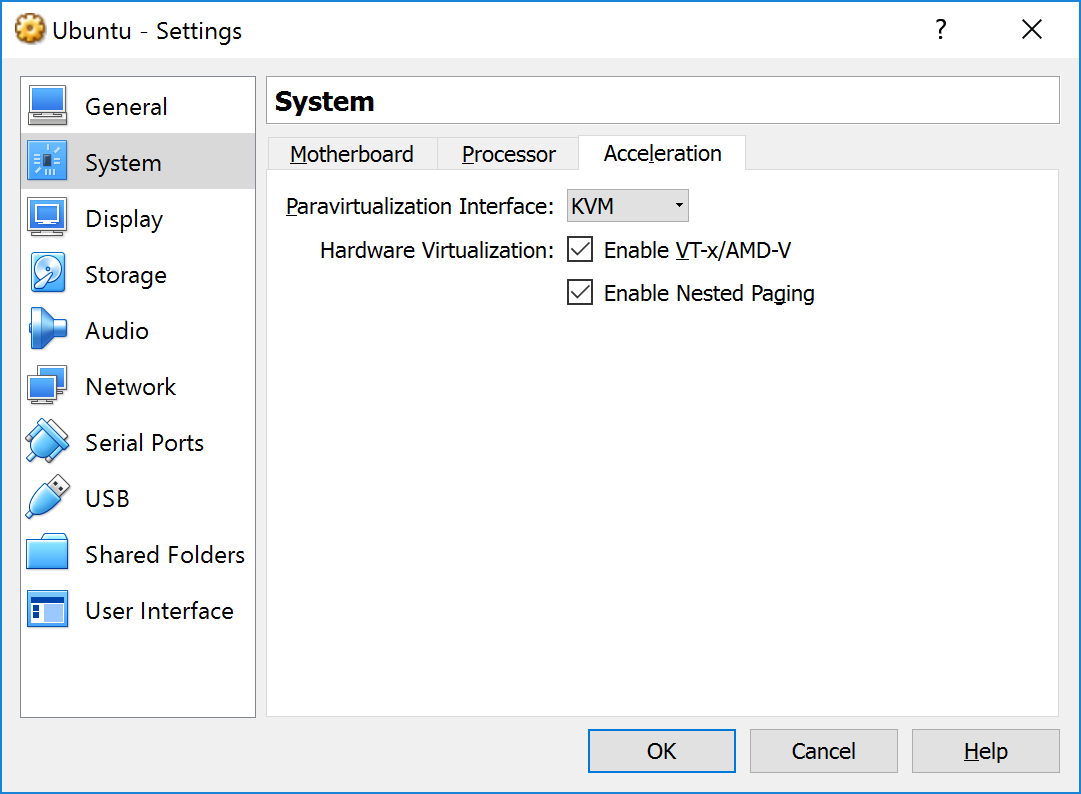 Ubuntu - Settings
?
General
System
Display
Storage
Audio
Network
Serial Ports
USB
Shared Folders
User Interface
System
Motherboard Processor Acceleration
Paravirtualization Interface: KVM
Hardware Virtualization: Enable VT-x/AMD-V
Enable Nested Paging
OK Cancel Help